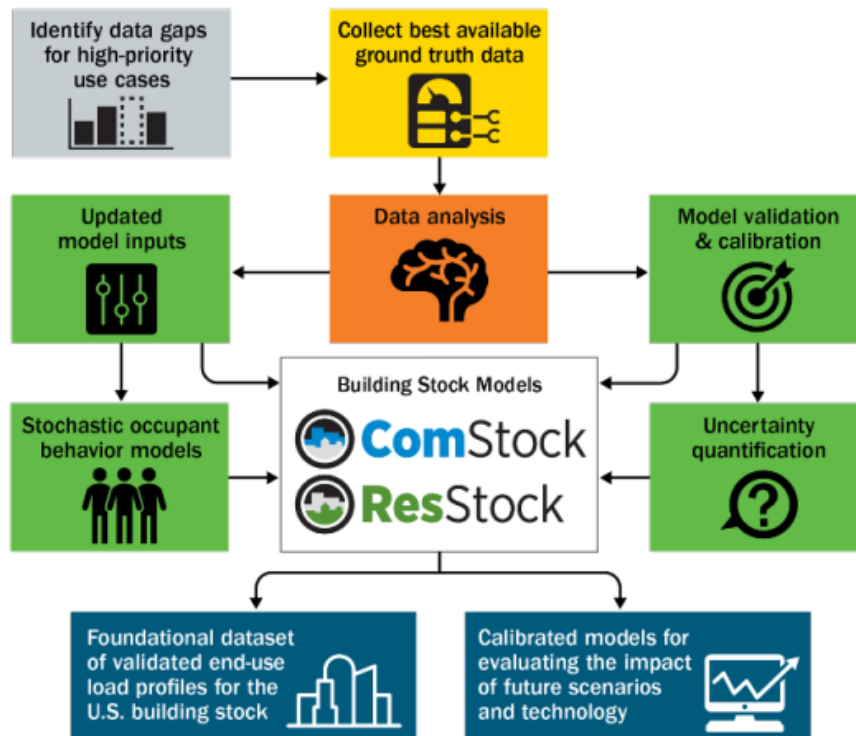 Identify data gaps
for high-priority
use cases
Collect best available
ground truth data
Updated
model inputs
Data analysis
Model validation
& calibration
Building Stock Models
ComStock
ResStock
Stochastic occupant
behavior models
Uncertainty
quantification
?
Foundational dataset
of validated end-use
load profiles for the
U.S. building stock
Calibrated models for
evaluating the impact
of future scenarios
and technology